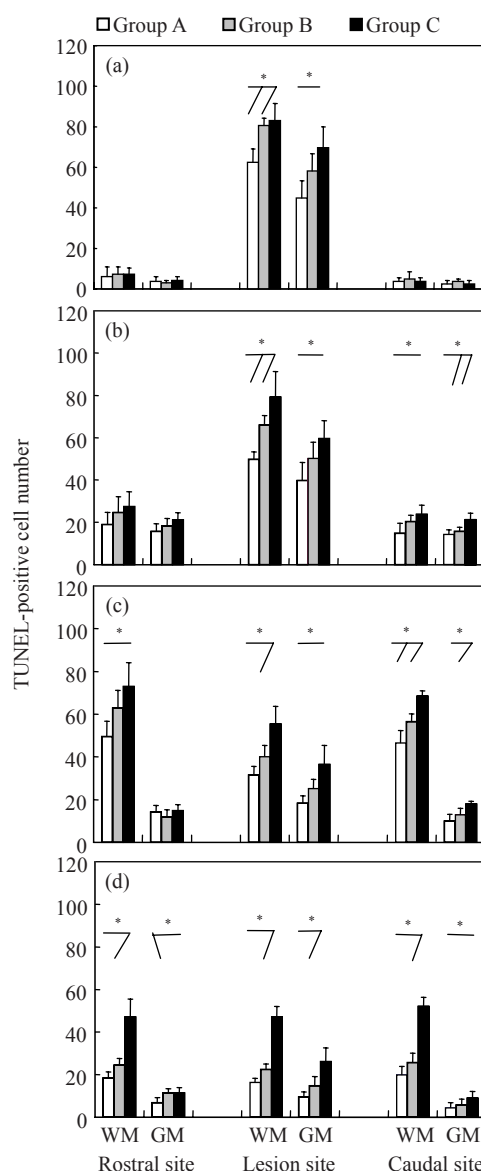 Group A Group B Group C
TUNEL-positive cell number
120
100
80
60
40
20
0
(a)
* *
120
100
80
60
40
20
0
(b)
* * * *
120
100
80
60
40
20
0
(c)
* * * * *
120
100
80
60
40
20
0
(d)
* * * * * *
WM GM WM GM WM GM
Rostral site Lesion site Caudal site